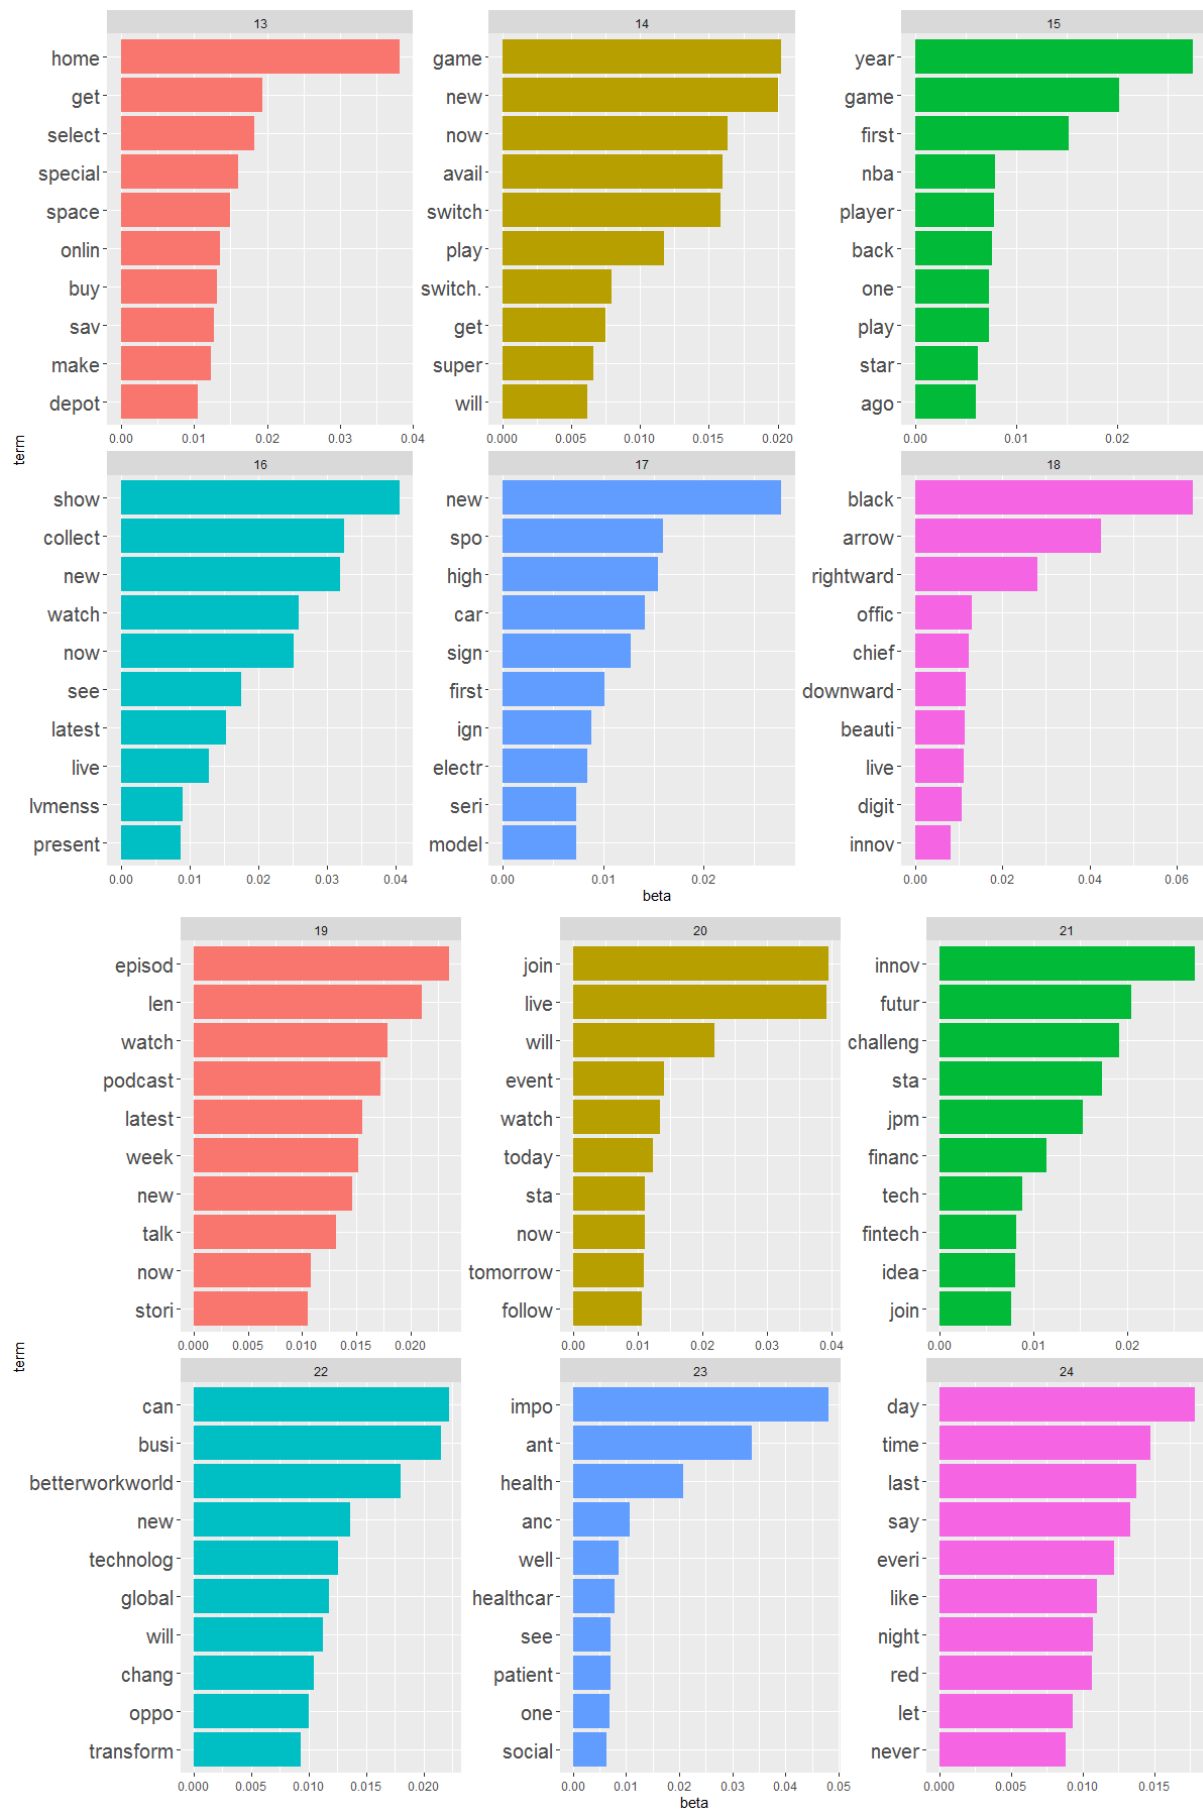 13
home
get
select
special
space
onlin
buy
sav
make
depot
0.00 0.01 0.02 0.03 0.04
14
game
new
now
avail
switch
play
switch.
get
super
will
0.000 0.005 0.010 0.015 0.020
15
year
game
first
nba
player
back
one
play
star
ago
0.00 0.01 0.02
term
16
show
collect
new
watch
now
see
latest
live
lvmenss
present
0.00 0.01 0.02 0.03 0.04
17
new
spo
high
car
sign
first
ign
electr
seri
model
0.00 0.01 0.02
18
black
arrow
rightward
offic
chief
downward
beauti
live
digit
innov
0.00 0.02 0.04 0.06
beta
19
episod
len
watch
podcast
latest
week
new
talk
now
stori
0.000 0.005 0.010 0.015 0.020
20
join
live
will
event
watch
today
sta
now
tomorrow
follow
0.00 0.01 0.02 0.03 0.04
21
innov
futur
challeng
sta
jpm
financ
tech
fintech
idea
join
0.00 0.01 0.02
term
22
can
busi
betterworkworld
new
technolog
global
will
chang
oppo
transform
0.000 0.005 0.010 0.015 0.020
23
impo
ant
health
anc
well
healthcar
see
patient
one
social
0.00 0.01 0.02 0.03 0.04 0.05
24
day
time
last
say
everi
like
night
red
let
never
0.000 0.005 0.010 0.015
beta